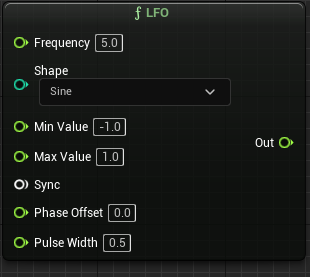 ƒ LFO
Frequency 5.0
Shape
Sine
Min Value -1.0
Max Value 1.0
Out
Sync
Phase Offset 0.0
Pulse Width 0.5